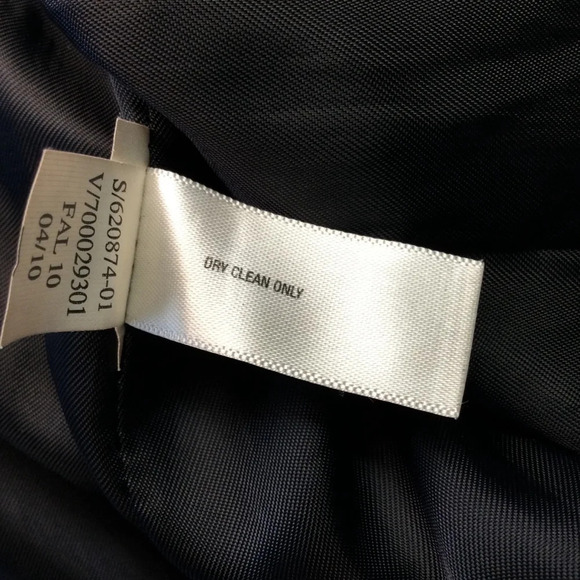 S/620874-01
V/700029301
FAL 10
04/10
DRY CLEAN ONLY